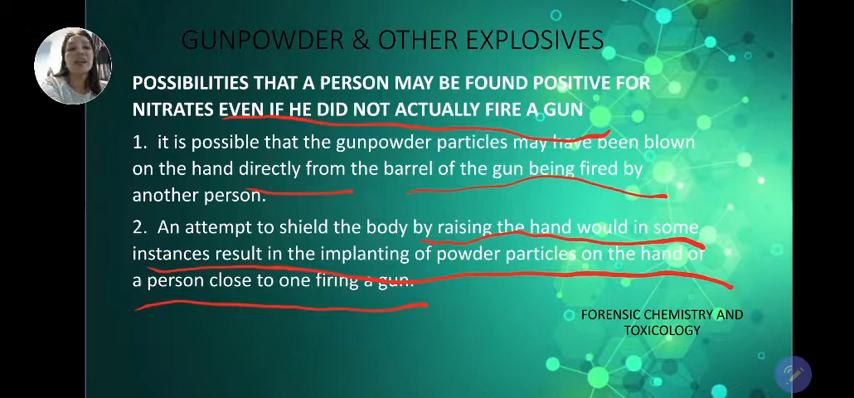 GUNPOWDER & OTHER EXPLOSIVES
POSSIBILITIES THAT A PERSON MAY BE FOUND POSITIVE FOR
NITRATES EVEN IF HE DID NOT ACTUALLY FIRE A GUN
1. it is possible that the gunpowder particles may have been blown
on the hand directly from the barrel of the gun being fired by
another person.
2. An attempt to shield the body by raising the hand would in some
instances result in the implanting of powder particles on the hand of
a person close to one firing a gun.
FORENSIC CHEMISTRY AND
TOXICOLOGY